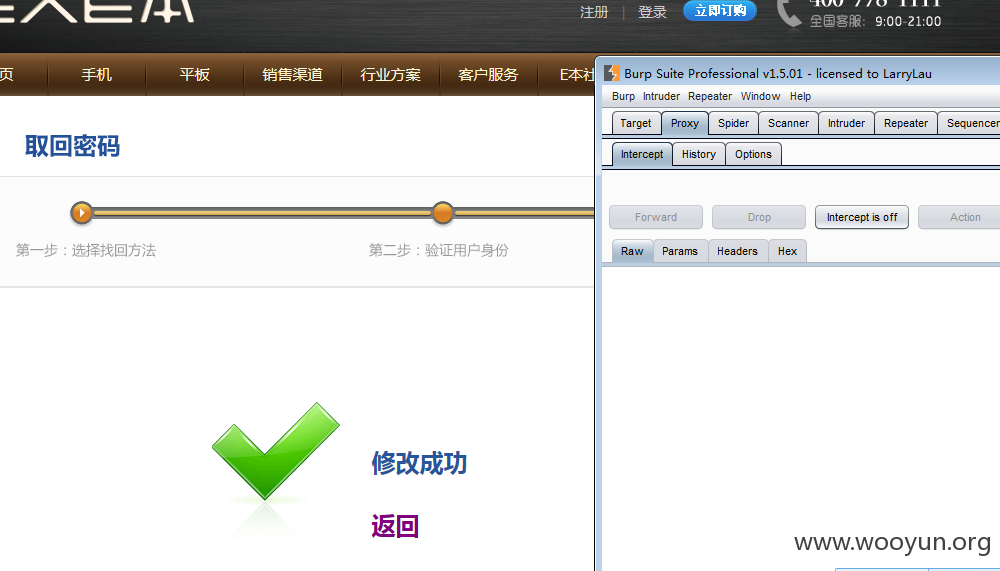 注册 | 登录 立即订购 400-778-1111
全国客服: 9:00-21:00
页 手机 平板 销售渠道 行业方案 客户服务 E本社
取回密码
第一步：选择找回方法 第二步：验证用户身份
修改成功
返回
Burp Suite Professional v1.5.01 - licensed to LarryLau
Burp Intruder Repeater Window Help
Target Proxy Spider Scanner Intruder Repeater Sequencer
Intercept History Options
Forward Drop Intercept is off Action
Raw Params Headers Hex
www.wooyun.org